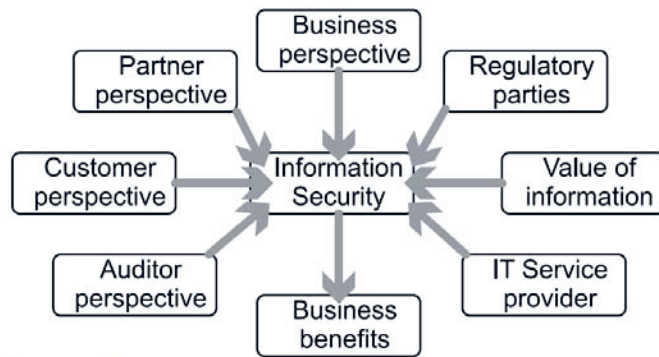 Business
perspective
Partner
perspective
Regulatory
parties
Customer
perspective
Information
Security
Value of
information
Auditor
perspective
IT Service
provider
Business
benefits